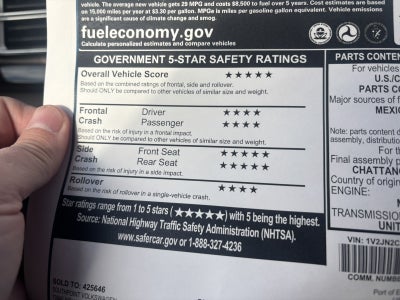 vehicle. The average new vehicle gets 29 MPG and costs $8,500 to fuel over 5 years. Cost estimates are
on 15,000 miles per year at $3.30 per gallon. MPGe is miles per gasoline gallon equivalent. Vehicle emissions
are a significant cause of climate change and smog.
fueleconomy.gov
Calculate personalized estimates and compare vehicles
GOVERNMENT 5-STAR SAFETY RATINGS
Overall Vehicle Score ★★★★★
Based on the combined ratings of frontal, side and rollover.
Should ONLY be compared to other vehicles of similar size and weight.
Frontal Driver ★★★★
Crash Passenger ★★★★
Based on the risk of injury in a frontal impact.
Should ONLY be compared to other vehicles of similar size and weight.
Side Front Seat ★★★★★
Crash Rear Seat ★★★★★
Based on the risk of injury in a side impact.
Rollover ★★★★
Based on the risk of rollover in a single-vehicle crash.
Star ratings range from 1 to 5 stars (★★★★★) with 5 being the highest.
Source: National Highway Traffic Safety Administration (NHTSA).
www.safercar.gov or 1-888-327-4236
SOLD TO: 425646
SOUTHPOINT VOLKSWAGEN
PARTS CONTEN
For vehicles
U.S./C
Major sources of f
MEXIC
Note: parts content d
assembly, distributio
For th
Final assembly p
CHATTANO
Country of origin
ENGINE:
M
TRANSMISSION
UNIT
VIN: 1V2JN2C
COMM. NUMBE
Port of E